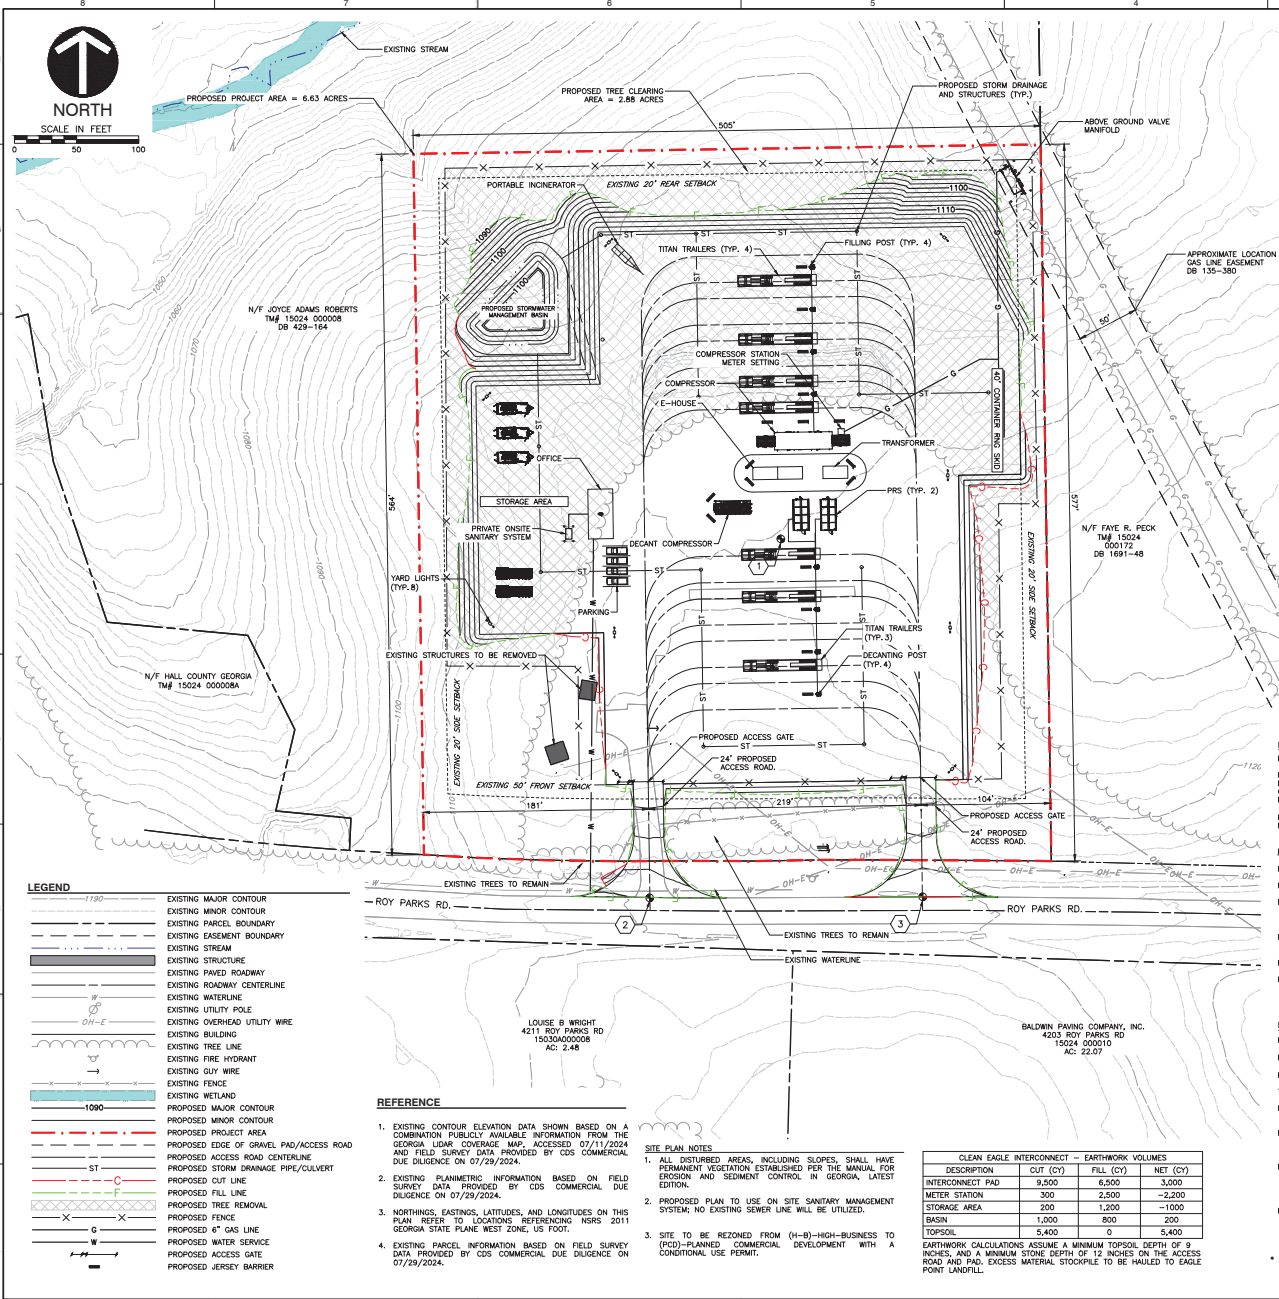 8 7 6 5 4
NORTH
SCALE IN FEET
0 50 100
EXISTING STREAM
PROPOSED PROJECT AREA = 6.63 ACRES
PROPOSED TREE CLEARING
AREA = 2.88 ACRES
PROPOSED STORM DRAINAGE
AND STRUCTURES (TYP.)
ABOVE GROUND VALVE
MANIFOLD
505'
PORTABLE INCINERATOR
EXISTING 20' REAR SETBACK
1100
1110
1090
1100
1100
TITAN TRAILERS (TYP. 4)
FILLING POST (TYP. 4)
APPROXIMATE LOCATION
GAS LINE EASEMENT
DB 135-380
50'
N/F JOYCE ADAMS ROBERTS
TM# 15024 000008
DB 429-164
PROPOSED STORMWATER
MANAGEMENT BASIN
COMPRESSOR STATION
METER SETTING
COMPRESSOR
E-HOUSE
40' CONTAINER RNG SKID
TRANSFORMER
OFFICE
STORAGE AREA
PRS (TYP. 2)
564'
577'
PRIVATE ONSITE
SANITARY SYSTEM
DECANT COMPRESSOR
N/F FAYE R. PECK
TM# 15024
000172
DB 1691-48
1
EXISTING 20' SIDE SETBACK
YARD LIGHTS
(TYP.8)
PARKING
TITAN TRAILERS
(TYP.3)
EXISTING STRUCTURES TO BE REMOVED
DECANTING POST
(TYP.4)
N/F HALL COUNTY GEORGIA
TM# 15024 000008A
EXISTING 20' SIDE SETBACK
PROPOSED ACCESS GATE
24' PROPOSED
ACCESS ROAD.
EXISTING 50' FRONT SETBACK
181'
219'
104'
PROPOSED ACCESS GATE
24' PROPOSED
ACCESS ROAD.
1050
1060
1070
1080
1090
1100
1110
1120
EXISTING TREES TO REMAIN
ROY PARKS RD.
ROY PARKS RD.
2
3
EXISTING TREES TO REMAIN
EXISTING WATERLINE
LOUISE B WRIGHT
4211 ROY PARKS RD
15030A000008
AC: 2.48
BALDWIN PAVING COMPANY, INC.
4203 ROY PARKS RD
15024 000010
AC: 22.07
LEGEND
1190 EXISTING MAJOR CONTOUR
EXISTING MINOR CONTOUR
EXISTING PARCEL BOUNDARY
EXISTING EASEMENT BOUNDARY
EXISTING STREAM
EXISTING STRUCTURE
EXISTING PAVED ROADWAY
EXISTING ROADWAY CENTERLINE
W EXISTING WATERLINE
EXISTING UTILITY POLE
OH-E EXISTING OVERHEAD UTILITY WIRE
EXISTING BUILDING
EXISTING TREE LINE
EXISTING FIRE HYDRANT
EXISTING GUY WIRE
EXISTING FENCE
EXISTING WETLAND
1090 PROPOSED MAJOR CONTOUR
PROPOSED MINOR CONTOUR
PROPOSED PROJECT AREA
PROPOSED EDGE OF GRAVEL PAD/ACCESS ROAD
PROPOSED ACCESS ROAD CENTERLINE
ST PROPOSED STORM DRAINAGE PIPE/CULVERT
C PROPOSED CUT LINE
F PROPOSED FILL LINE
PROPOSED TREE REMOVAL
PROPOSED FENCE
G PROPOSED 6" GAS LINE
W PROPOSED WATER SERVICE
PROPOSED ACCESS GATE
PROPOSED JERSEY BARRIER
REFERENCE
1. EXISTING CONTOUR ELEVATION DATA SHOWN BASED ON A
COMBINATION PUBLICLY AVAILABLE INFORMATION FROM THE
GEORGIA LIDAR COVERAGE MAP, ACCESSED 07/11/2024
AND FIELD SURVEY DATA PROVIDED BY CDS COMMERCIAL
DUE DILIGENCE ON 07/29/2024.
2. EXISTING PLANIMETRIC INFORMATION BASED ON FIELD
SURVEY DATA PROVIDED BY CDS COMMERCIAL DUE
DILIGENCE ON 07/29/2024.
3. NORTHINGS, EASTINGS, LATITUDES, AND LONGITUDES ON THIS
PLAN REFER TO LOCATIONS REFERENCING NSRS 2011
GEORGIA STATE PLANE WEST ZONE, US FOOT.
4. EXISTING PARCEL INFORMATION BASED ON FIELD SURVEY
DATA PROVIDED BY CDS COMMERCIAL DUE DILIGENCE ON
07/29/2024.
SITE PLAN NOTES
1. ALL DISTURBED AREAS, INCLUDING SLOPES, SHALL HAVE
PERMANENT VEGETATION ESTABLISHED PER THE MANUAL FOR
EROSION AND SEDIMENT CONTROL IN GEORGIA, LATEST
EDITION.
2. PROPOSED PLAN TO USE ON SITE SANITARY MANAGEMENT
SYSTEM; NO EXISTING SEWER LINE WILL BE UTILIZED.
3. SITE TO BE REZONED FROM (H-B)-HIGH-BUSINESS TO
(PCD)-PLANNED COMMERCIAL DEVELOPMENT WITH A
CONDITIONAL USE PERMIT.
CLEAN EAGLE INTERCONNECT - EARTHWORK VOLUMES
DESCRIPTION CUT (CY) FILL (CY) NET (CY)
INTERCONNECT PAD 9,500 6,500 3,000
METER STATION 300 2,500 -2,200
STORAGE AREA 200 1,200 -1000
BASIN 1,000 800 200
TOPSOIL 5,400 0 5,400
EARTHWORK CALCULATIONS ASSUME A MINIMUM TOPSOIL DEPTH OF 9
INCHES, AND A MINIMUM STONE DEPTH OF 12 INCHES ON THE ACCESS
ROAD AND PAD. EXCESS MATERIAL STOCKPILE TO BE HAULED TO EAGLE
POINT LANDFILL.